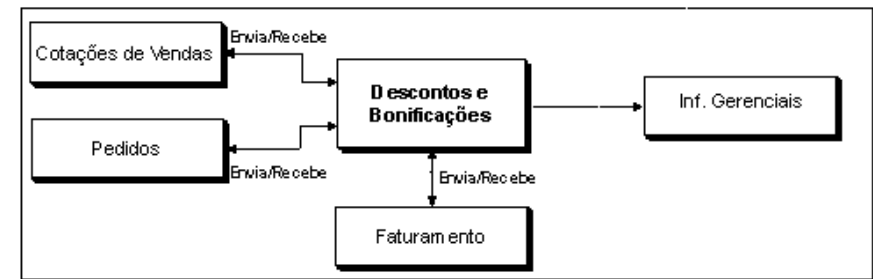 Envia/Recebe
Cotações de Vendas
Descontos e
Bonificações
Inf. Gerenciais
Pedidos
Envia/Recebe
Envia/Recebe
Faturamento